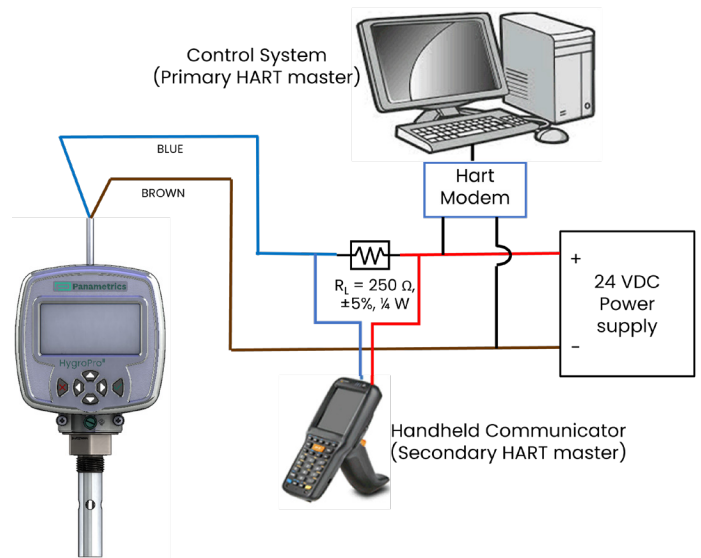 Control System
(Primary HART master)
BLUE
BROWN
Hart
Modem
RL = 250 Ω,
±5%, ¼ W
+
24 VDC
Power
supply
−
Panametrics
HygroPro®
Handheld Communicator
(Secondary HART master)